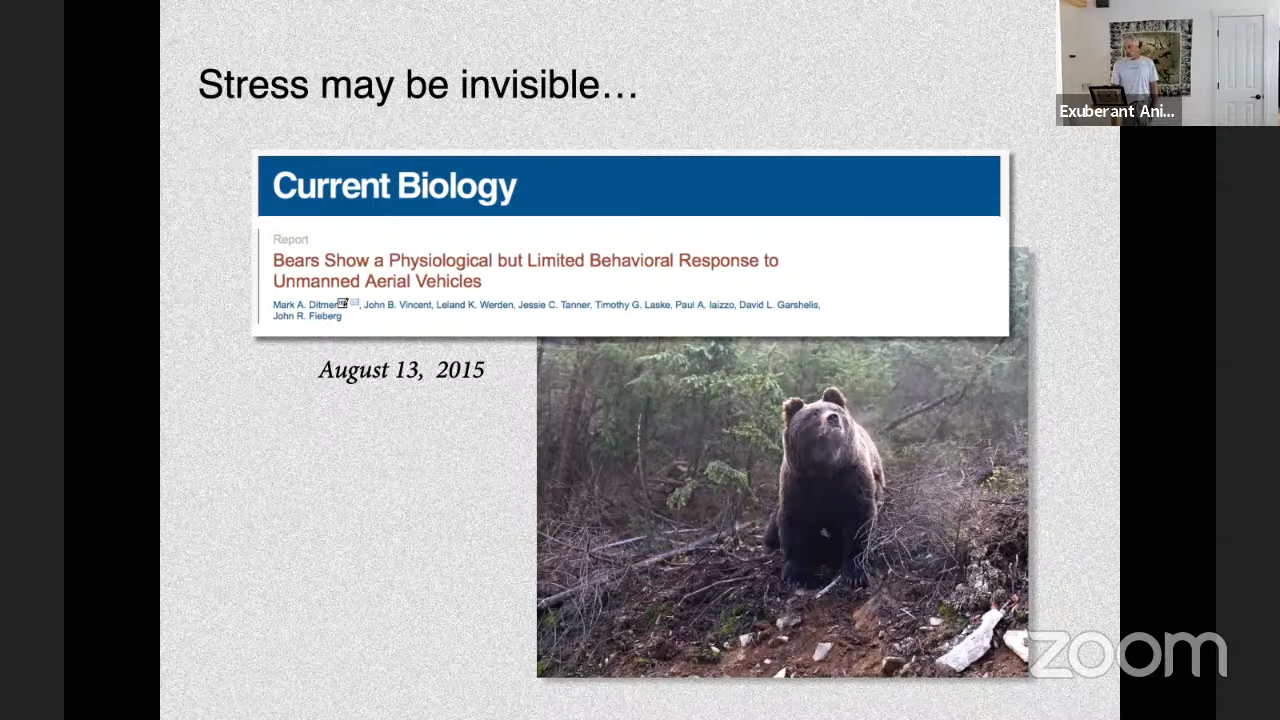 Stress may be invisible…
Exuberant Ani...
Current Biology
Report
Bears Show a Physiological but Limited Behavioral Response to
Unmanned Aerial Vehicles
Mark A. Ditmer, John B. Vincent, Leland K. Werden, Jessie C. Tanner, Timothy G. Laske, Paul A. Iaizzo, David L. Garshelis,
John R. Fieberg
August 13, 2015
zoom